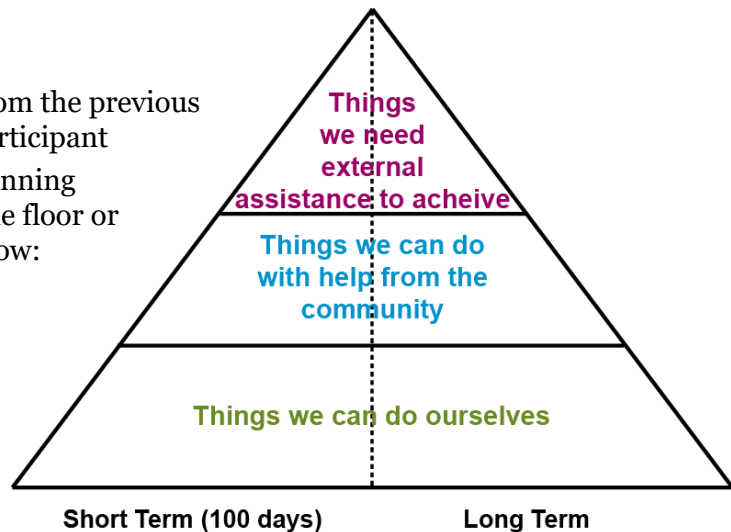 om the previous
rticipant
nning
e floor or
ow:
Things
we need
external
assistance to acheive
Things we can do
with help from the
community
Things we can do ourselves
Short Term (100 days)
Long Term